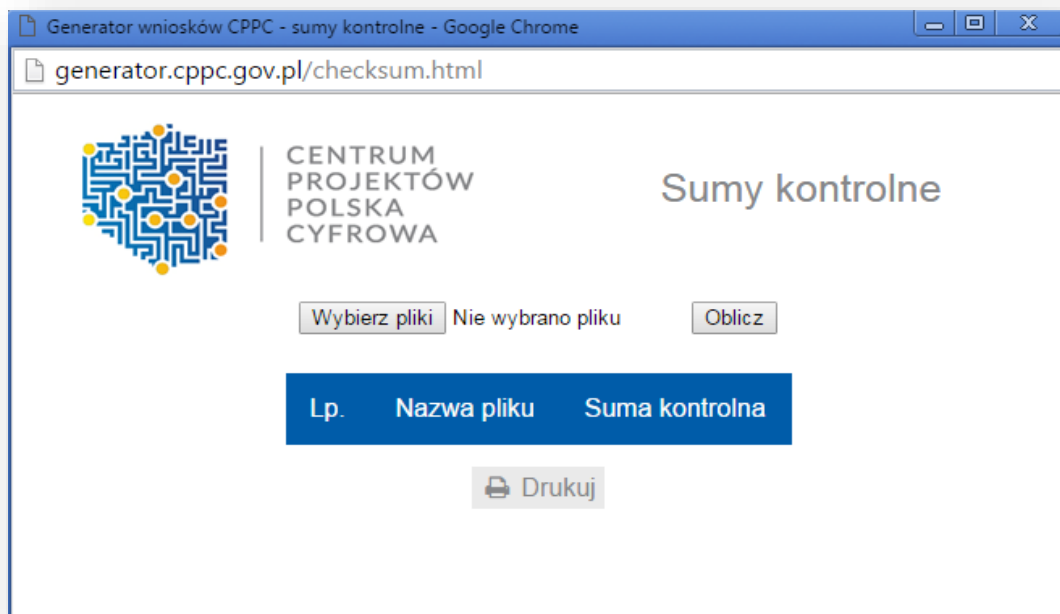 Generator wniosków CPPC - sumy kontrolne - Google Chrome
generator.cppc.gov.pl/checksum.html
CENTRUM
PROJEKTÓW
POLSKA
CYFROWA
Sumy kontrolne
Wybierz pliki Nie wybrano pliku Oblicz
Lp. Nazwa pliku Suma kontrolna
Drukuj